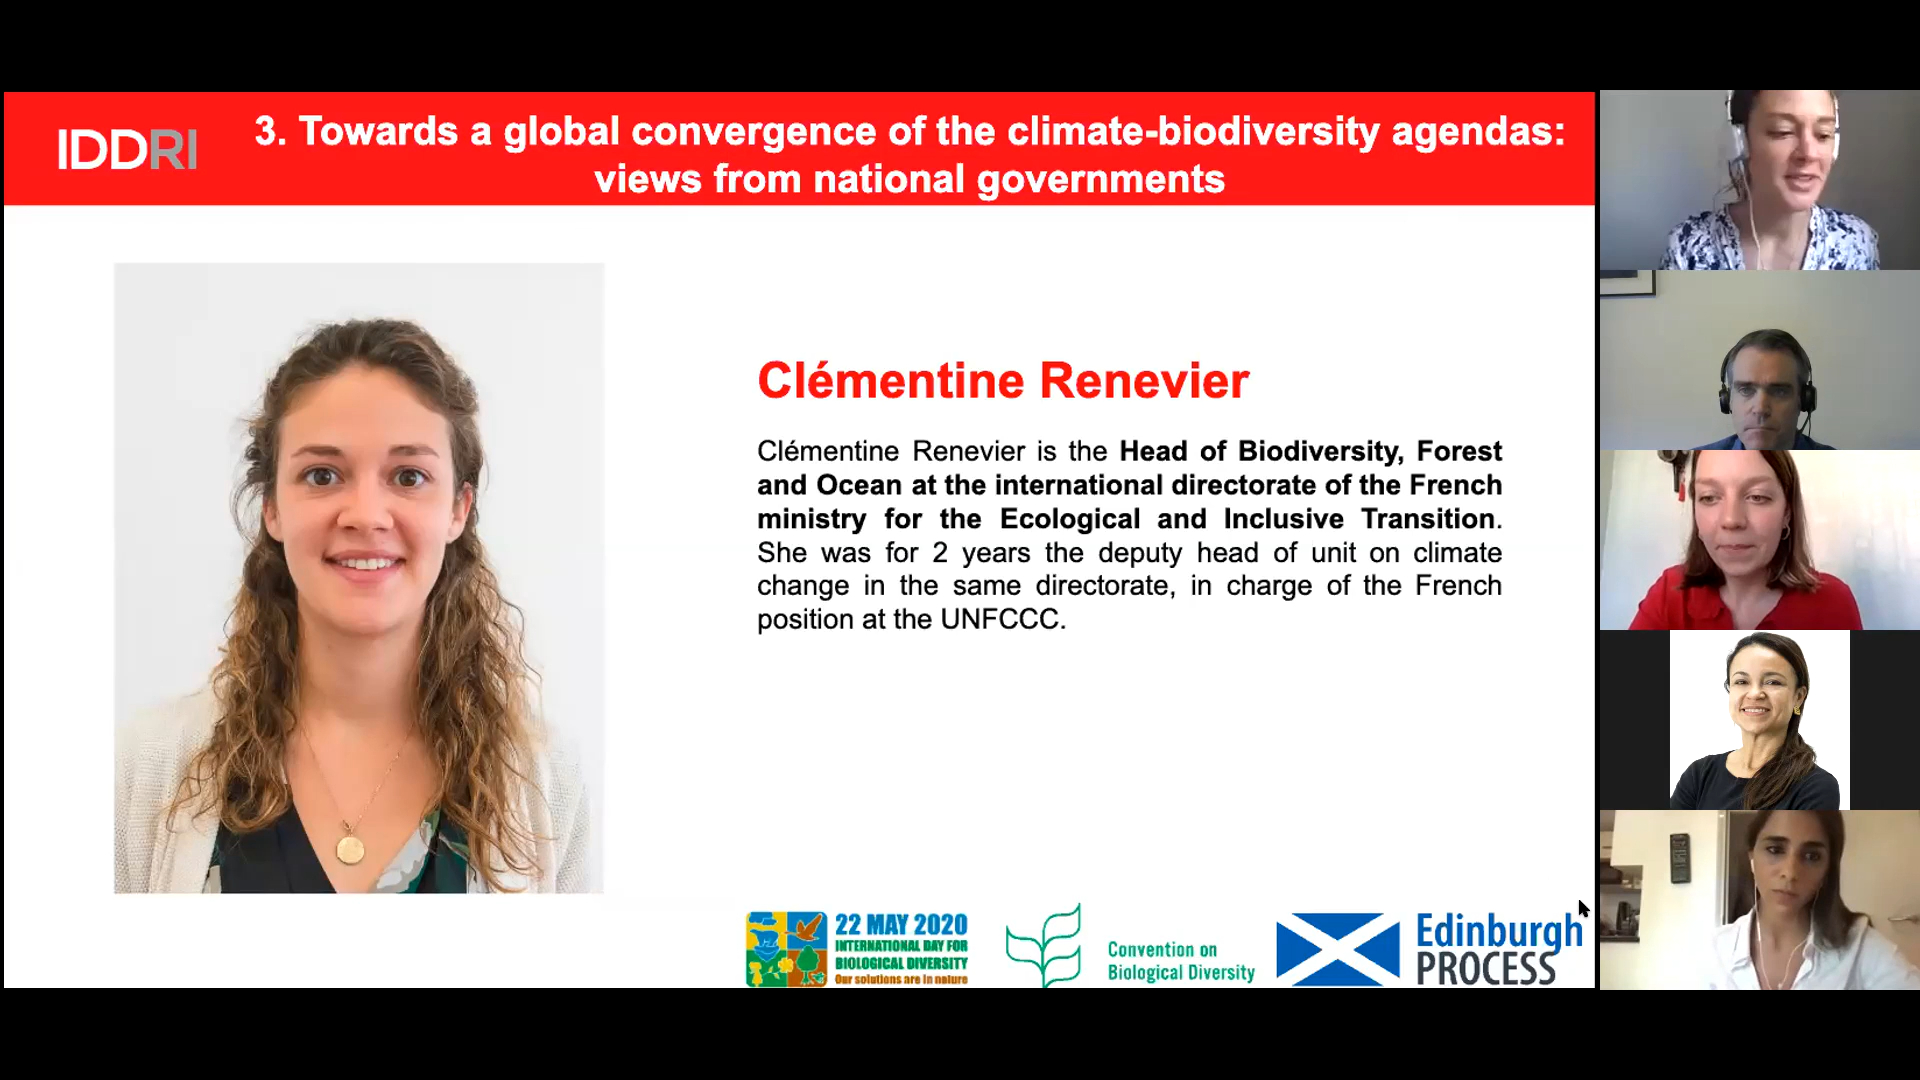 IDDRI
3. Towards a global convergence of the climate-biodiversity agendas:
views from national governments
Clémentine Renevier
Clémentine Renevier is the Head of Biodiversity, Forest
and Ocean at the international directorate of the French
ministry for the Ecological and Inclusive Transition.
She was for 2 years the deputy head of unit on climate
change in the same directorate, in charge of the French
position at the UNFCCC.
22 MAY 2020
INTERNATIONAL DAY FOR
BIOLOGICAL DIVERSITY
Our solutions are in nature
Convention on
Biological Diversity
Edinburgh
PROCESS